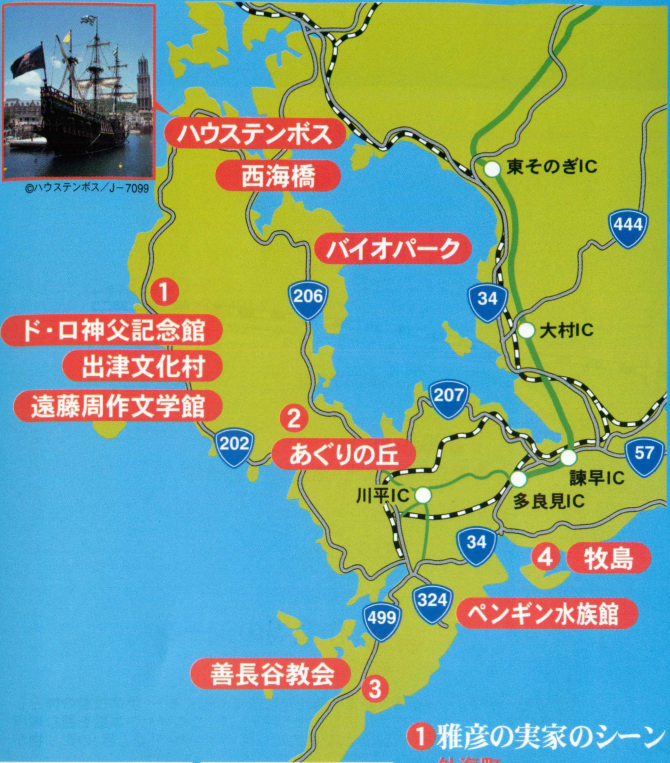 ©ハウステンボス/J-7099
ハウステンボス
西海橋
東そのぎIC
444
バイオパーク
1
206
34
ド・ロ神父記念館
大村IC
出津文化村
遠藤周作文学館
207
2
202
あぐりの丘
57
諫早IC
川平IC
多良見IC
34
4 牧島
324
499
ペンギン水族館
善長谷教会
3
1 雅彦の実家のシーン